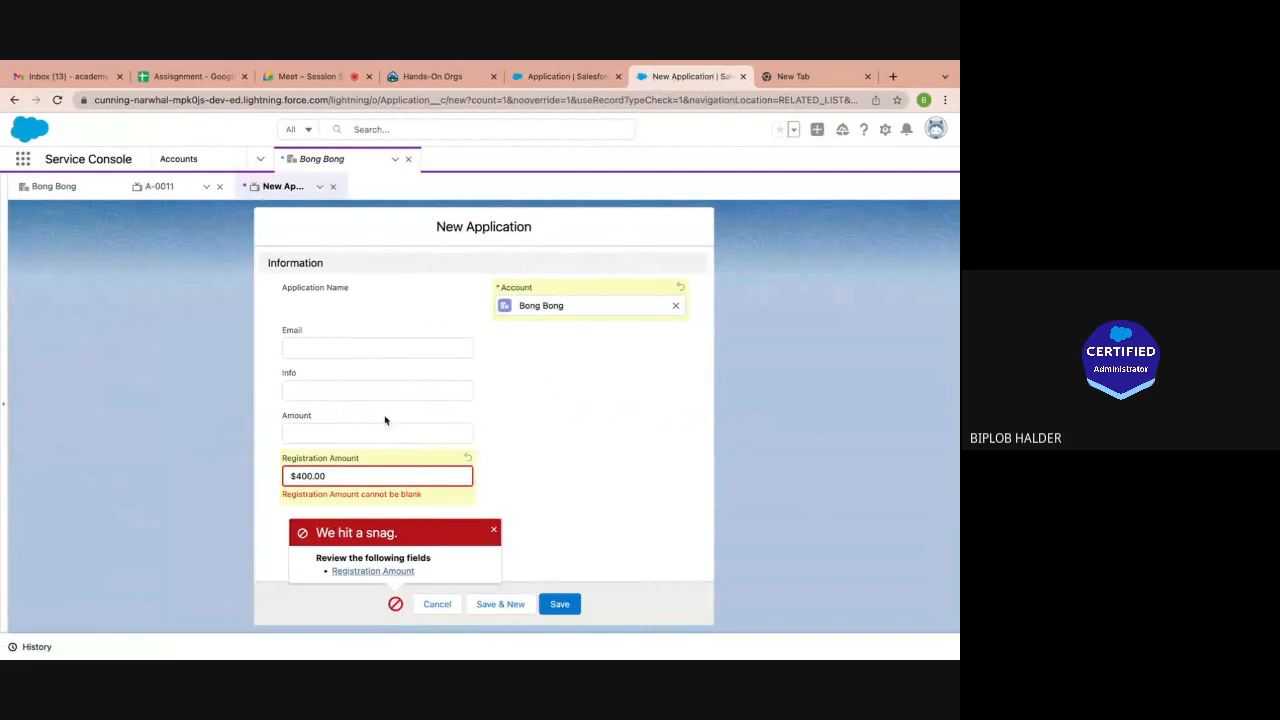 Inbox (13) - academy
Assisgnment - Googl
Meet – Session 5
Hands-On Orgs
Application | Salesfor
New Application | Sal
New Tab
cunning-narwhal-mpk0js-dev-ed.lightning.force.com/lightning/o/Application__c/new?count=1&nooverride=1&useRecordTypeCheck=1&navigationLocation=RELATED_LIST&...
B
All
Search...
Service Console
Accounts
* Bong Bong
Bong Bong
A-0011
* New Ap...
New Application
Information
Application Name
*Account
Bong Bong
Email
Info
Amount
Registration Amount
$400.00
Registration Amount cannot be blank
We hit a snag.
Review the following fields
• Registration Amount
Cancel
Save & New
Save
History
CERTIFIED
Administrator
BIPLOB HALDER